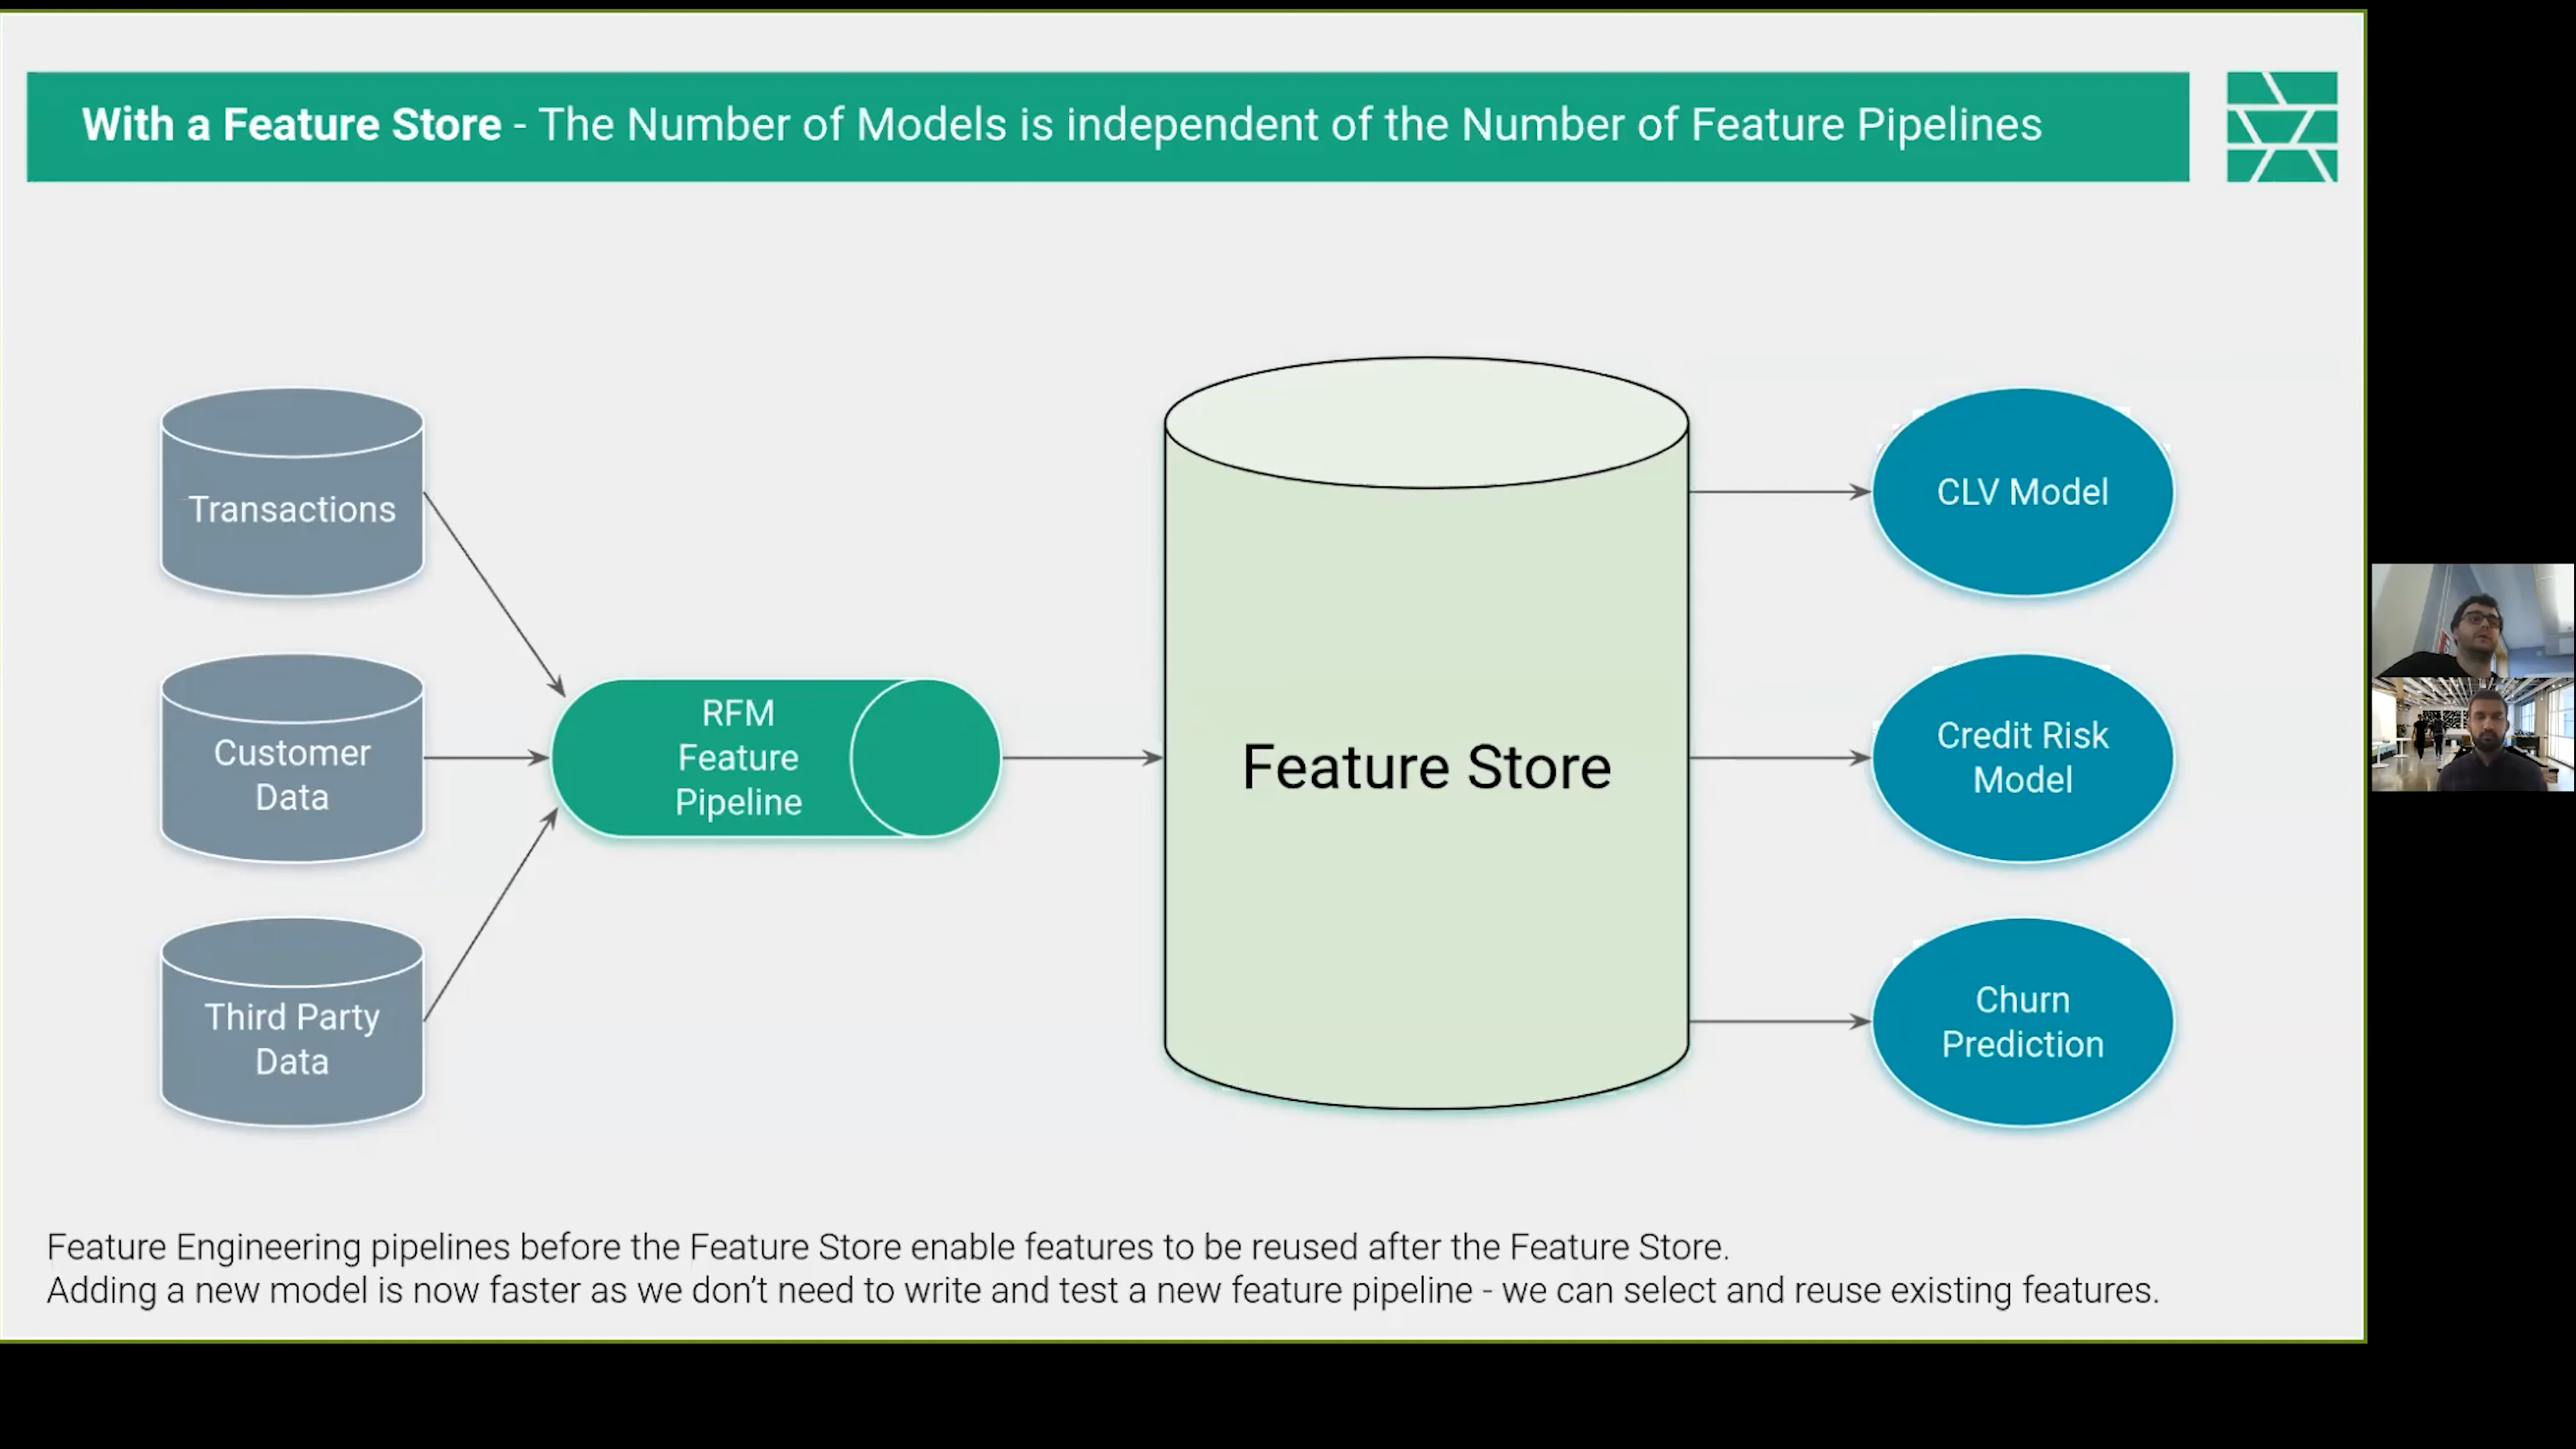 With a Feature Store - The Number of Models is independent of the Number of Feature Pipelines
Transactions
Customer
Data
Third Party
Data
RFM
Feature
Pipeline
Feature Store
CLV Model
Credit Risk
Model
Churn
Prediction
Feature Engineering pipelines before the Feature Store enable features to be reused after the Feature Store.
Adding a new model is now faster as we don’t need to write and test a new feature pipeline - we can select and reuse existing features.